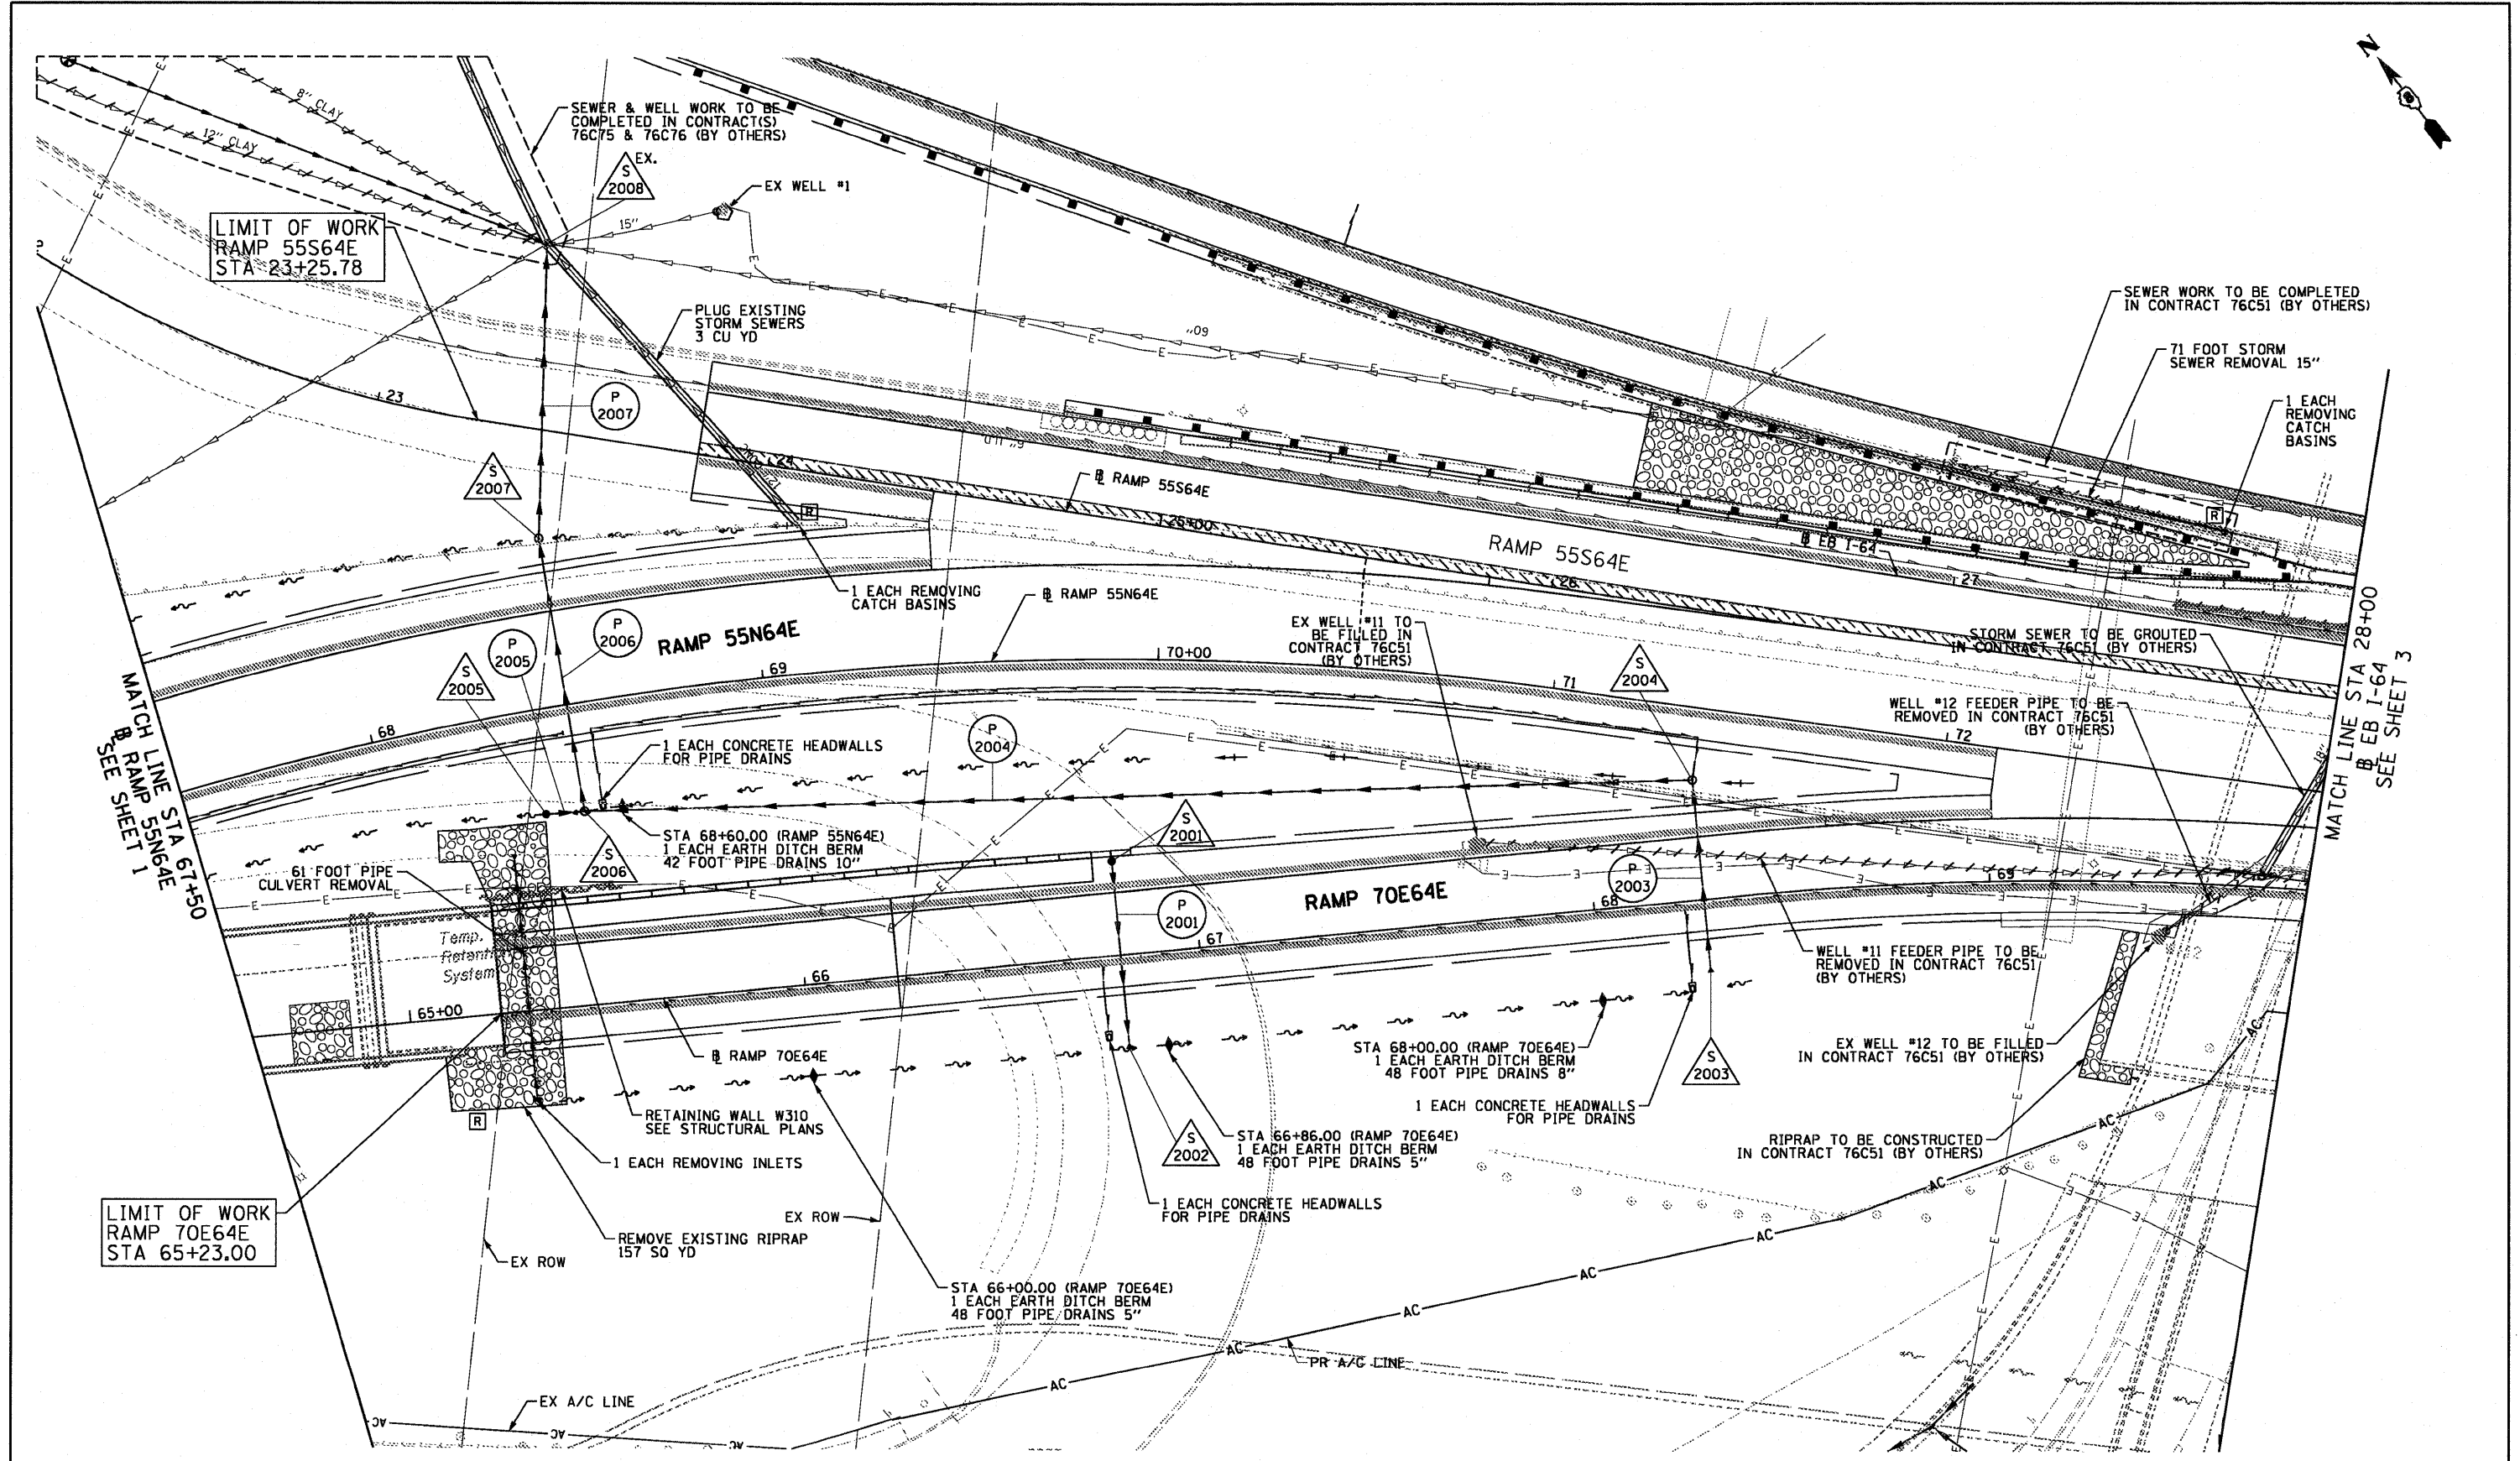 N
8" CLAY
12" CLAY
SEWER & WELL WORK TO BE
COMPLETED IN CONTRACT(S)
76C75 & 76C76 (BY OTHERS)
S
2008
EX.
EX WELL #1
15"
LIMIT OF WORK
RAMP 55S64E
STA 23+25.78
PLUG EXISTING
STORM SEWERS
3 CU YD
60"
SEWER WORK TO BE COMPLETED
IN CONTRACT 76C51 (BY OTHERS)
71 FOOT STORM
SEWER REMOVAL 15"
1 EACH
REMOVING
CATCH
BASINS
23
P
2007
S
2007
24
6" U.D
R
℄ RAMP 55S64E
25+00
RAMP 55S64E
26
℄ EB I-64
27
R
1 EACH REMOVING
CATCH BASINS
℄ RAMP 55N64E
P
2005
P
2006
RAMP 55N64E
S
2005
EX WELL #11 TO
BE FILLED IN
CONTRACT 76C51
(BY OTHERS)
STORM SEWER TO BE GROUTED
IN CONTRACT 76C51 (BY OTHERS)
S
2004
WELL #12 FEEDER PIPE TO BE
REMOVED IN CONTRACT 76C51
(BY OTHERS)
68
69
70+00
71
72
MATCH LINE STA 28+00
℄ EB I-64
SEE SHEET 3
MATCH LINE STA 67+50
℄ RAMP 55N64E
SEE SHEET 1
18"
1 EACH CONCRETE HEADWALLS
FOR PIPE DRAINS
P
2004
STA 68+60.00 (RAMP 55N64E)
1 EACH EARTH DITCH BERM
42 FOOT PIPE DRAINS 10"
S
2006
S
2001
61 FOOT PIPE
CULVERT REMOVAL
P
2001
RAMP 70E64E
P
2003
Temp.
Retention
System
65+00
66
67
68
69
WELL #11 FEEDER PIPE TO BE
REMOVED IN CONTRACT 76C51
(BY OTHERS)
℄ RAMP 70E64E
STA 68+00.00 (RAMP 70E64E)
1 EACH EARTH DITCH BERM
48 FOOT PIPE DRAINS 8"
S
2003
EX WELL #12 TO BE FILLED
IN CONTRACT 76C51 (BY OTHERS)
R
RETAINING WALL W310
SEE STRUCTURAL PLANS
1 EACH CONCRETE HEADWALLS
FOR PIPE DRAINS
S
2002
STA 66+86.00 (RAMP 70E64E)
1 EACH EARTH DITCH BERM
48 FOOT PIPE DRAINS 5"
RIPRAP TO BE CONSTRUCTED
IN CONTRACT 76C51 (BY OTHERS)
1 EACH REMOVING INLETS
1 EACH CONCRETE HEADWALLS
FOR PIPE DRAINS
LIMIT OF WORK
RAMP 70E64E
STA 65+23.00
EX ROW
REMOVE EXISTING RIPRAP
157 SQ YD
EX ROW
STA 66+00.00 (RAMP 70E64E)
1 EACH EARTH DITCH BERM
48 FOOT PIPE DRAINS 5"
AC
AC
AC
AC
AC
AC
AC
AC
PR A/C LINE
EX A/C LINE
AC
AC
AC